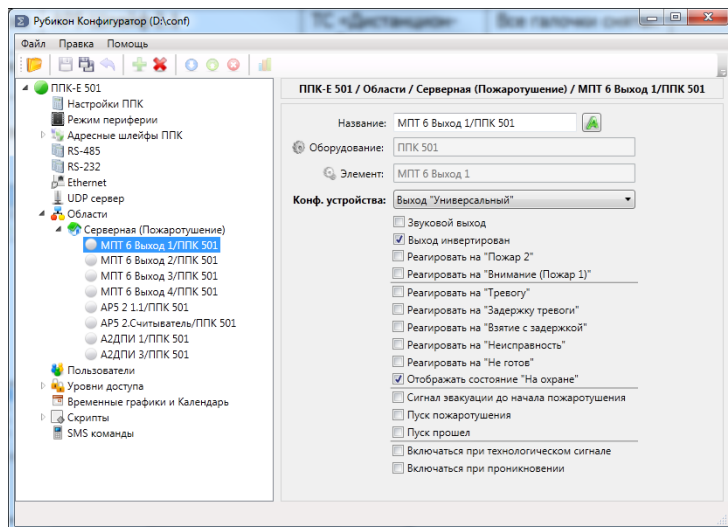 Рубикон Конфигуратор (D:\conf)
Файл Правка Помощь
ППК-Е 501
Настройки ППК
Режим периферии
Адресные шлейфы ППК
RS-485
RS-232
Ethernet
UDP сервер
Области
Серверная (Пожаротушение)
МПТ 6 Выход 1/ППК 501
МПТ 6 Выход 2/ППК 501
МПТ 6 Выход 3/ППК 501
МПТ 6 Выход 4/ППК 501
АР5 2 1.1/ППК 501
АР5 2.Считыватель/ППК 501
А2ДПИ 1/ППК 501
А2ДПИ 3/ППК 501
Пользователи
Уровни доступа
Временные графики и Календарь
Скрипты
SMS команды
ППК-Е 501 / Области / Серверная (Пожаротушение) / МПТ 6 Выход 1/ППК 501
Название: МПТ 6 Выход 1/ППК 501
Оборудование: ППК 501
Элемент: МПТ 6 Выход 1
Конф. устройства: Выход "Универсальный"
Звуковой выход
Выход инвертирован
Реагировать на "Пожар 2"
Реагировать на "Внимание (Пожар 1)"
Реагировать на "Тревогу"
Реагировать на "Задержку тревоги"
Реагировать на "Взятие с задержкой"
Реагировать на "Неисправность"
Реагировать на "Не готов"
Отображать состояние "На охране"
Сигнал эвакуации до начала пожаротушения
Пуск пожаротушения
Пуск прошел
Включаться при технологическом сигнале
Включаться при проникновении